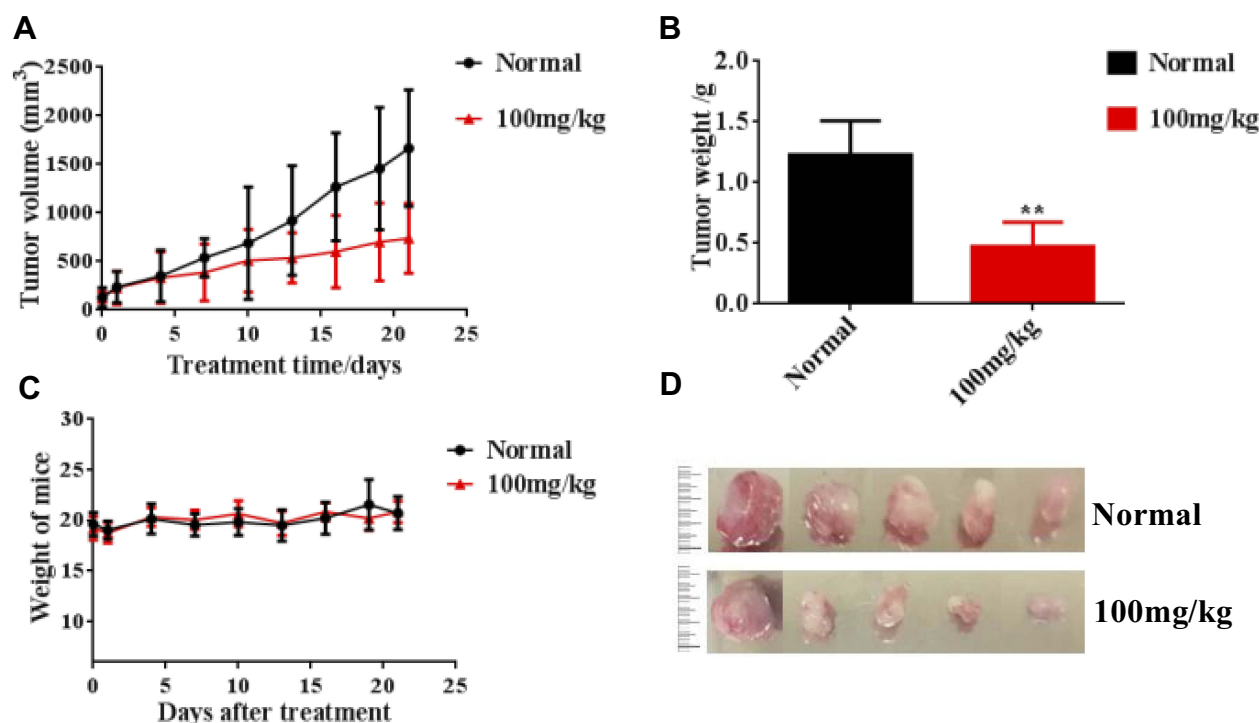 A
Tumor volume (mm³)
2500
2000
1500
1000
500
0
0 5 10 15 20 25
Treatment time/days
Normal
100mg/kg
B
Tumor weight /g
2.0
1.5
1.0
0.5
0.0
**
Normal
100mg/kg
Normal
100mg/kg
C
Weight of mice
30
25
20
15
10
0 5 10 15 20 25
Days after treatment
Normal
100mg/kg
D
Normal
100mg/kg